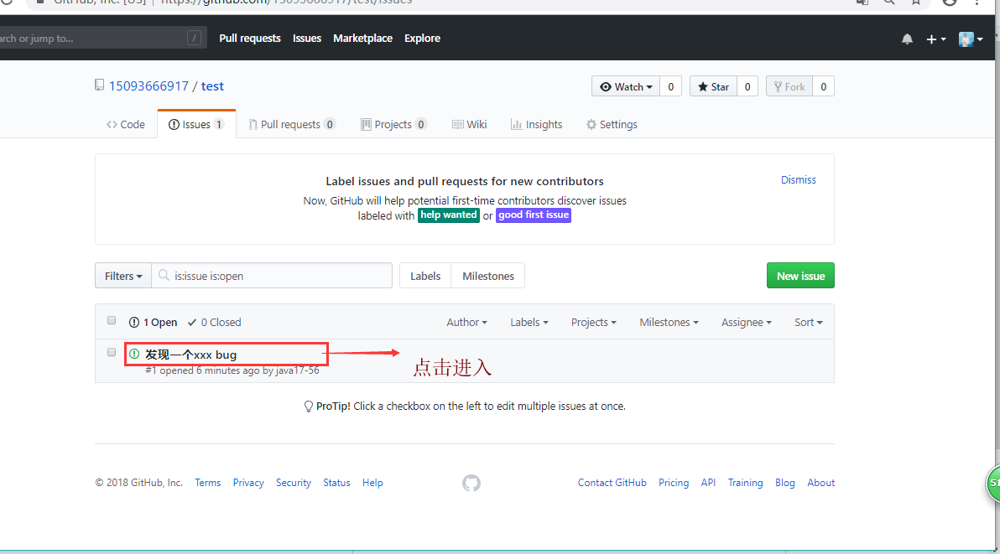 GitHub, Inc. [US] | https://github.com/15093666917/test/issues
arch or jump to... /
Pull requests Issues Marketplace Explore
15093666917 / test
Watch 0 Star 0 Fork 0
Code Issues 1 Pull requests 0 Projects 0 Wiki Insights Settings
Label issues and pull requests for new contributors
Dismiss
Now, GitHub will help potential first-time contributors discover issues
labeled with help wanted or good first issue
Filters is:issue is:open Labels Milestones New issue
1 Open 0 Closed Author Labels Projects Milestones Assignee Sort
发现一个xxx bug
点击进入
#1 opened 6 minutes ago by java17-56
ProTip! Click a checkbox on the left to edit multiple issues at once.
© 2018 GitHub, Inc. Terms Privacy Security Status Help Contact GitHub Pricing API Training Blog About
51